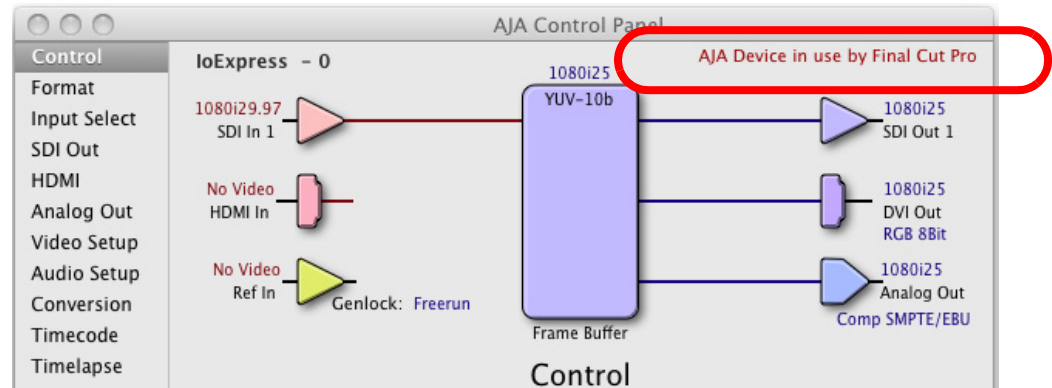 AJA Control Panel
Control
Format
Input Select
SDI Out
HDMI
Analog Out
Video Setup
Audio Setup
Conversion
Timecode
Timelapse
IoExpress - 0
AJA Device in use by Final Cut Pro
1080i29.97
SDI In 1
No Video
HDMI In
No Video
Ref In
Genlock: Freerun
1080i25
YUV-10b
Frame Buffer
1080i25
SDI Out 1
1080i25
DVI Out
RGB 8Bit
1080i25
Analog Out
Comp SMPTE/EBU
Control